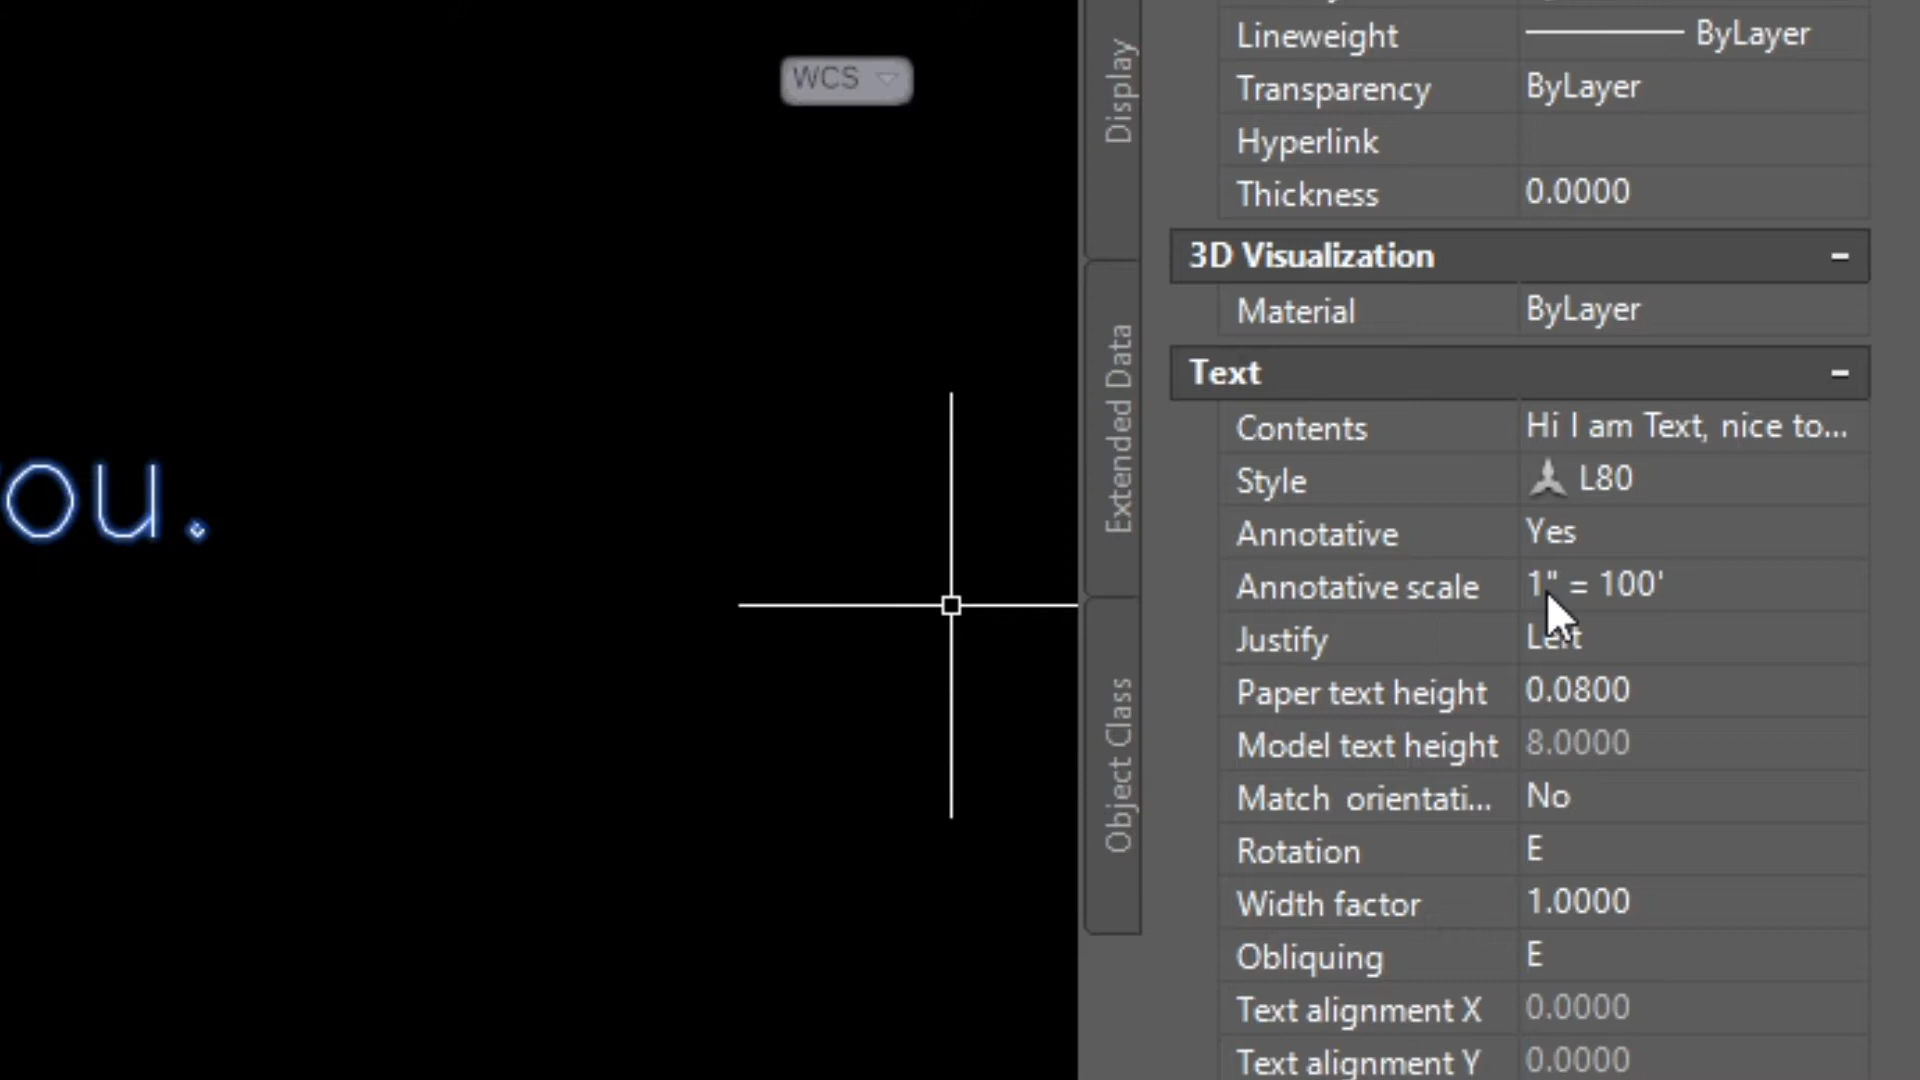 WCS
ou.
Display
Extended Data
Object Class
Lineweight ByLayer
Transparency ByLayer
Hyperlink
Thickness 0.0000
3D Visualization
Material ByLayer
Text
Contents Hi I am Text, nice to...
Style L80
Annotative Yes
Annotative scale 1" = 100'
Justify Left
Paper text height 0.0800
Model text height 8.0000
Match orientati... No
Rotation E
Width factor 1.0000
Obliquing E
Text alignment X 0.0000
Text alignment Y 0.0000